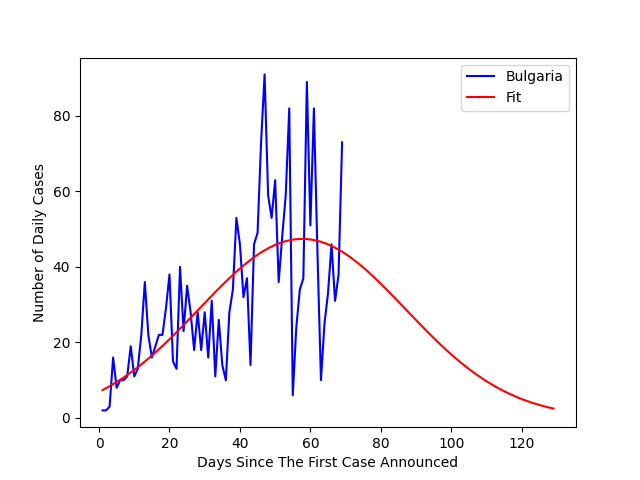 Bulgaria
Fit
80
60
40
20
0
Number of Daily Cases
0 20 40 60 80 100 120
Days Since The First Case Announced